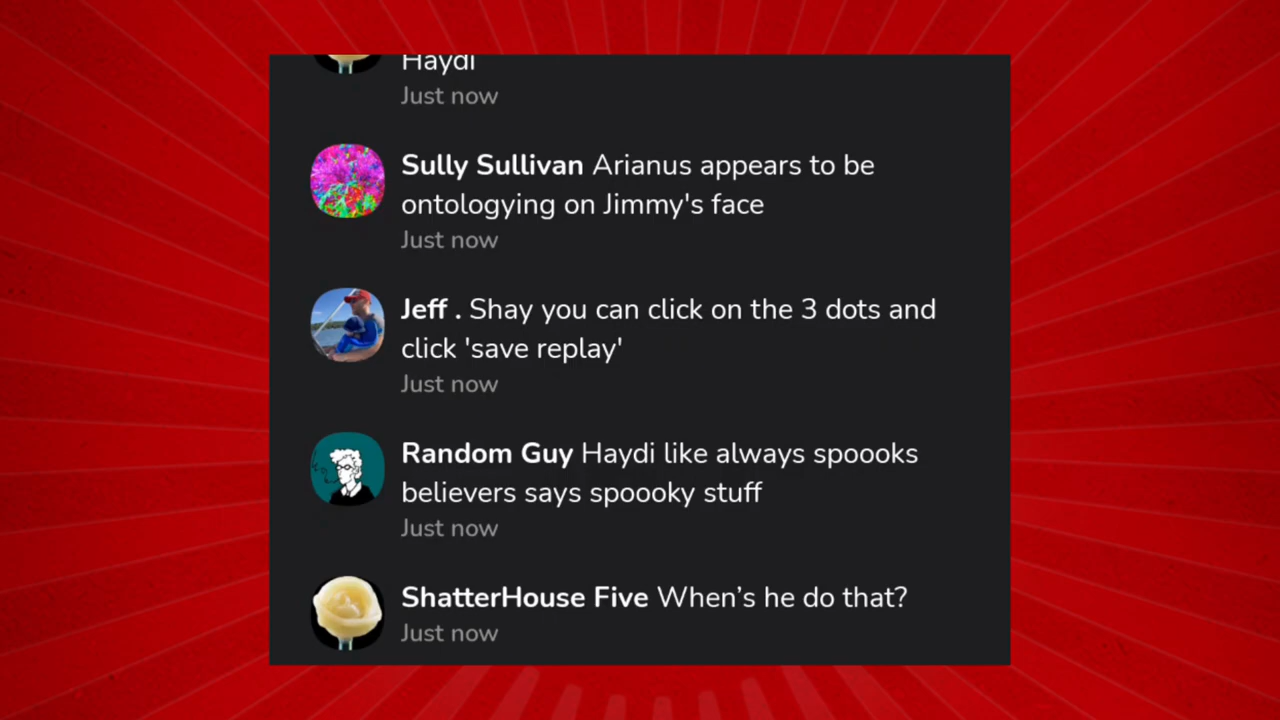 Haydi
Just now
Sully Sullivan Arianus appears to be
ontologying on Jimmy's face
Just now
Jeff . Shay you can click on the 3 dots and
click 'save replay'
Just now
Random Guy Haydi like always spoooks
believers says spoooky stuff
Just now
ShatterHouse Five When’s he do that?
Just now